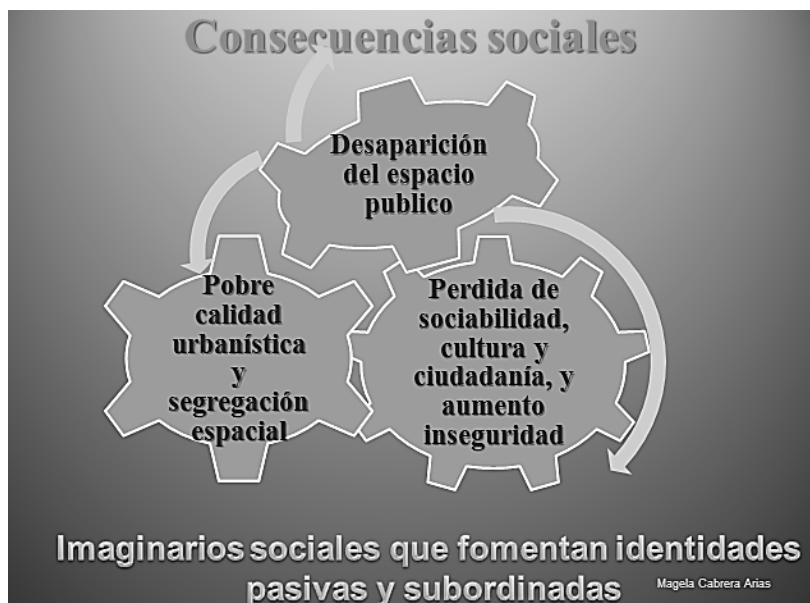 Consecuencias sociales
Desaparición
del espacio
publico
Pobre
calidad
urbanística
y
segregación
espacial
Perdida de
sociabilidad,
cultura y
ciudadanía, y
aumento
inseguridad
Imaginarios sociales que fomentan identidades
pasivas y subordinadas
Magela Cabrera Arias